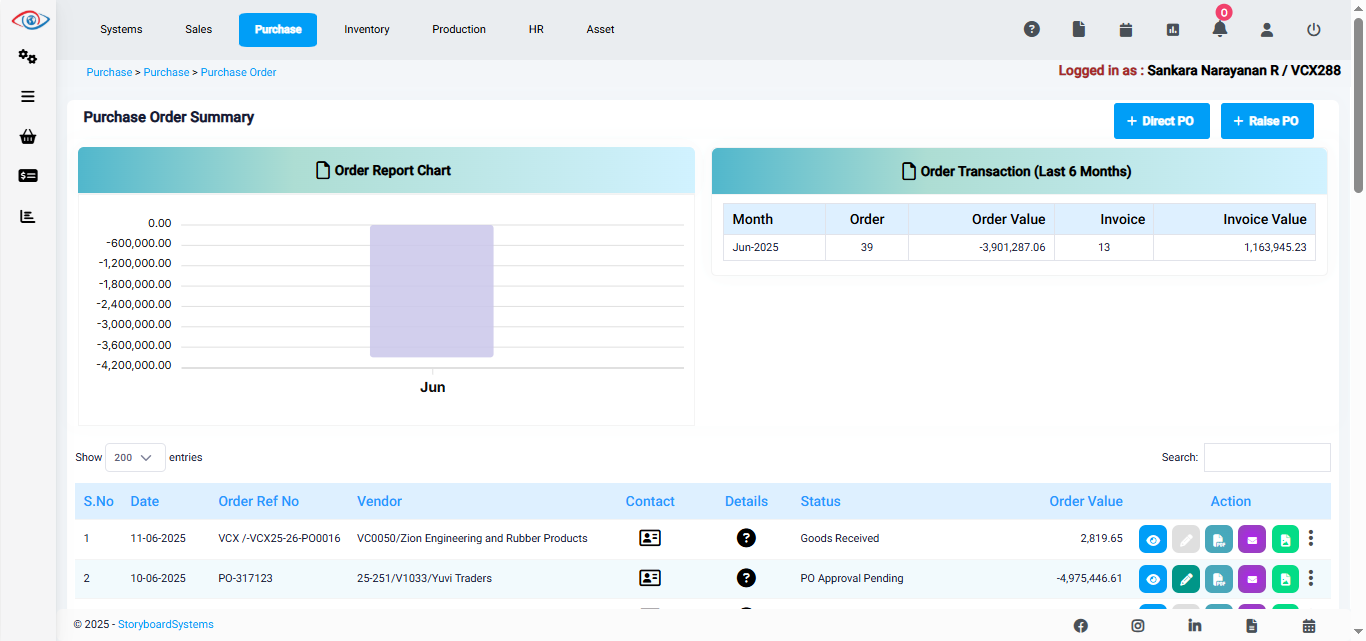 Systems Sales Purchase Inventory Production HR Asset 0
Purchase > Purchase > Purchase Order
Logged in as : Sankara Narayanan R / VCX288
Purchase Order Summary
+ Direct PO
+ Raise PO
Order Report Chart
0.00
-600,000.00
-1,200,000.00
-1,800,000.00
-2,400,000.00
-3,000,000.00
-3,600,000.00
-4,200,000.00
Jun
Order Transaction (Last 6 Months)
Month Order Order Value Invoice Invoice Value
Jun-2025 39 -3,901,287.06 13 1,163,945.23
Show 200 entries
Search:
S.No Date Order Ref No Vendor Contact Details Status Order Value Action
1 11-06-2025 VCX /-VCX25-26-PO0016 VC0050/Zion Engineering and Rubber Products Goods Received 2,819.65
2 10-06-2025 PO-317123 25-251/V1033/Yuvi Traders PO Approval Pending -4,975,446.61
© 2025 - StoryboardSystems